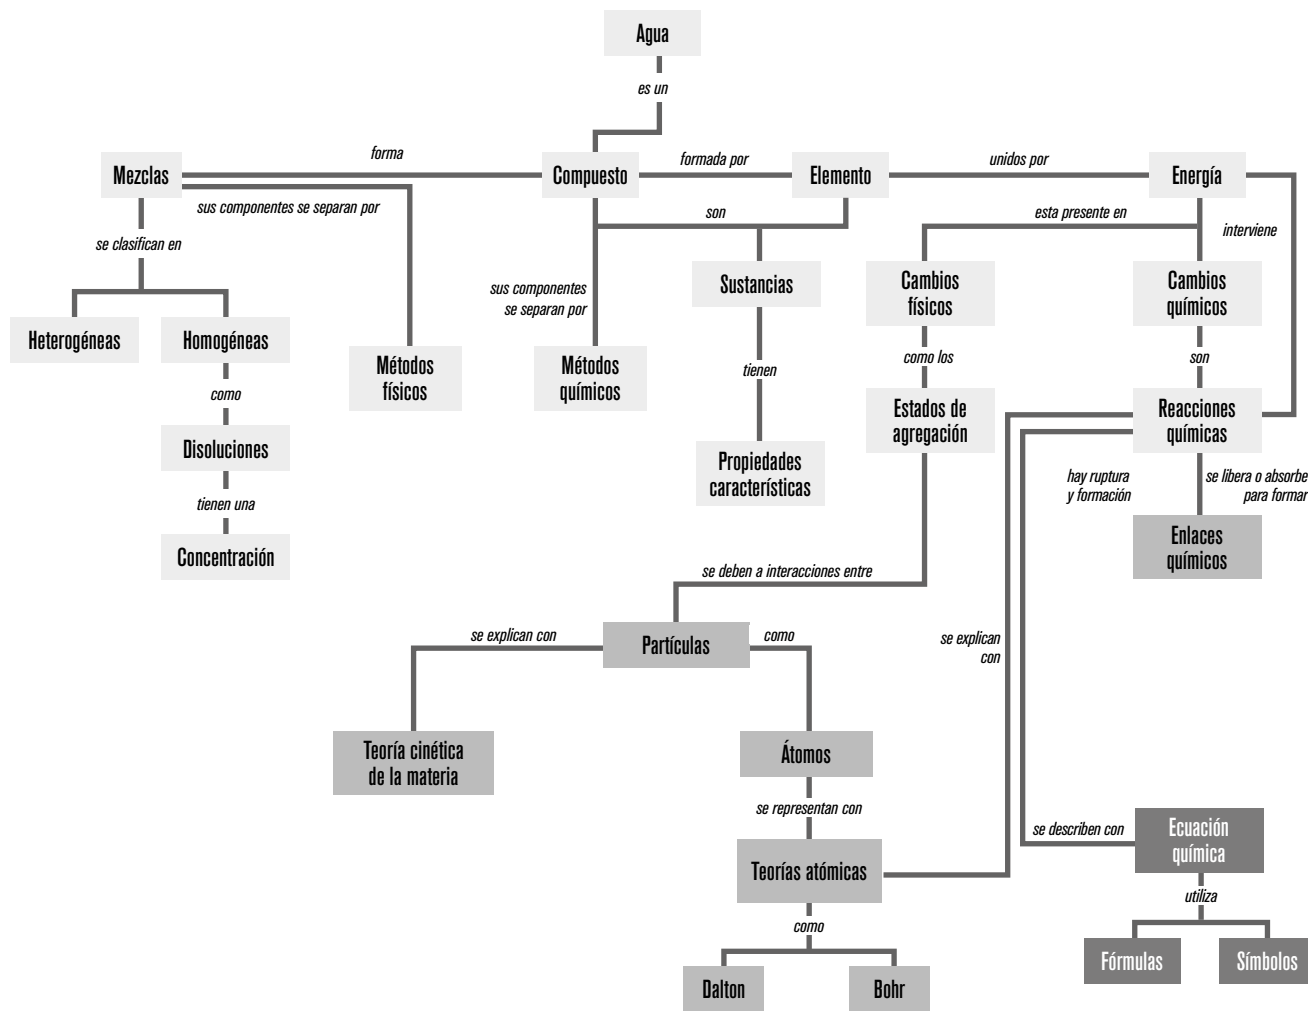 Agua
es un
forma
formada por
unidos por
Mezclas
Compuesto
Elemento
Energía
sus componentes se separan por
son
esta presente en
interviene
se clasifican en
sus componentes
se separan por
Sustancias
Cambios
físicos
Cambios
químicos
Heterogéneas
Homogéneas
Métodos
físicos
Métodos
químicos
tienen
como los
son
como
Estados de
agregación
Reacciones
químicas
Disoluciones
Propiedades
características
hay ruptura
y formación
se libera o absorbe
para formar
tienen una
Enlaces
químicos
Concentración
se deben a interacciones entre
se explican con
Partículas
como
se explican
con
Teoría cinética
de la materia
Átomos
se representan con
se describen con
Ecuación
química
Teorías atómicas
utiliza
como
Fórmulas
Símbolos
Dalton
Bohr